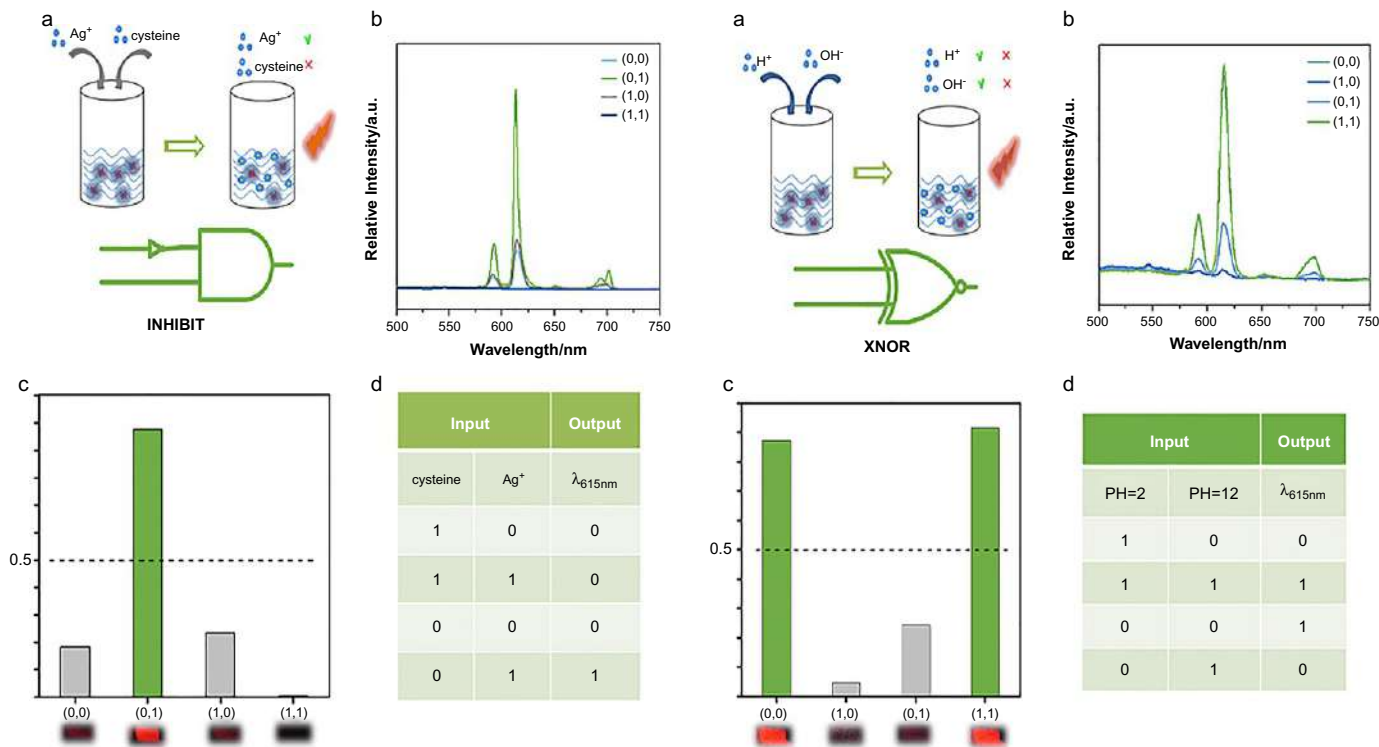 a
Ag⁺
cysteine
Ag⁺ √
cysteine X
INHIBIT
b
Relative Intensity/a.u.
(0,0)
(0,1)
(1,0)
(1,1)
500 550 600 650 700 750
Wavelength/nm
a
H⁺
OH⁻
H⁺ √ X
OH⁻ √ X
XNOR
b
Relative Intensity/a.u.
(0,0)
(1,0)
(0,1)
(1,1)
500 550 600 650 700 750
Wavelength/nm
c
0.5
(0,0) (0,1) (1,0) (1,1)
d
Input Output
cysteine Ag⁺ λ615nm
1 0 0
1 1 0
0 0 0
0 1 1
c
0.5
(0,0) (1,0) (0,1) (1,1)
d
Input Output
PH=2 PH=12 λ615nm
1 0 0
1 1 1
0 0 1
0 1 0